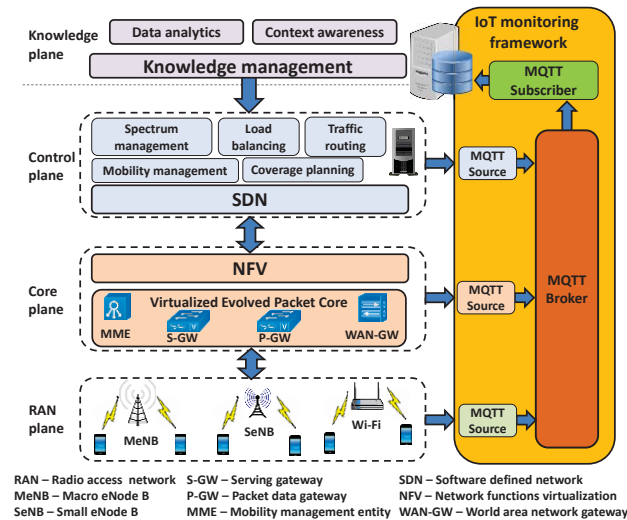 Knowledge
plane
Data analytics
Context awareness
Knowledge management
IoT monitoring
framework
MQTT
Subscriber
Control
plane
Spectrum
management
Load
balancing
Traffic
routing
Mobility management
Coverage planning
SDN
MQTT
Source
Core
plane
NFV
Virtualized Evolved Packet Core
MME
S-GW
P-GW
WAN-GW
MQTT
Source
MQTT
Broker
RAN
plane
MeNB
SeNB
Wi-Fi
MQTT
Source
RAN – Radio access network
MeNB – Macro eNode B
SeNB – Small eNode B
S-GW – Serving gateway
P-GW – Packet data gateway
MME – Mobility management entity
SDN – Software defined network
NFV – Network functions virtualization
WAN-GW – World area network gateway